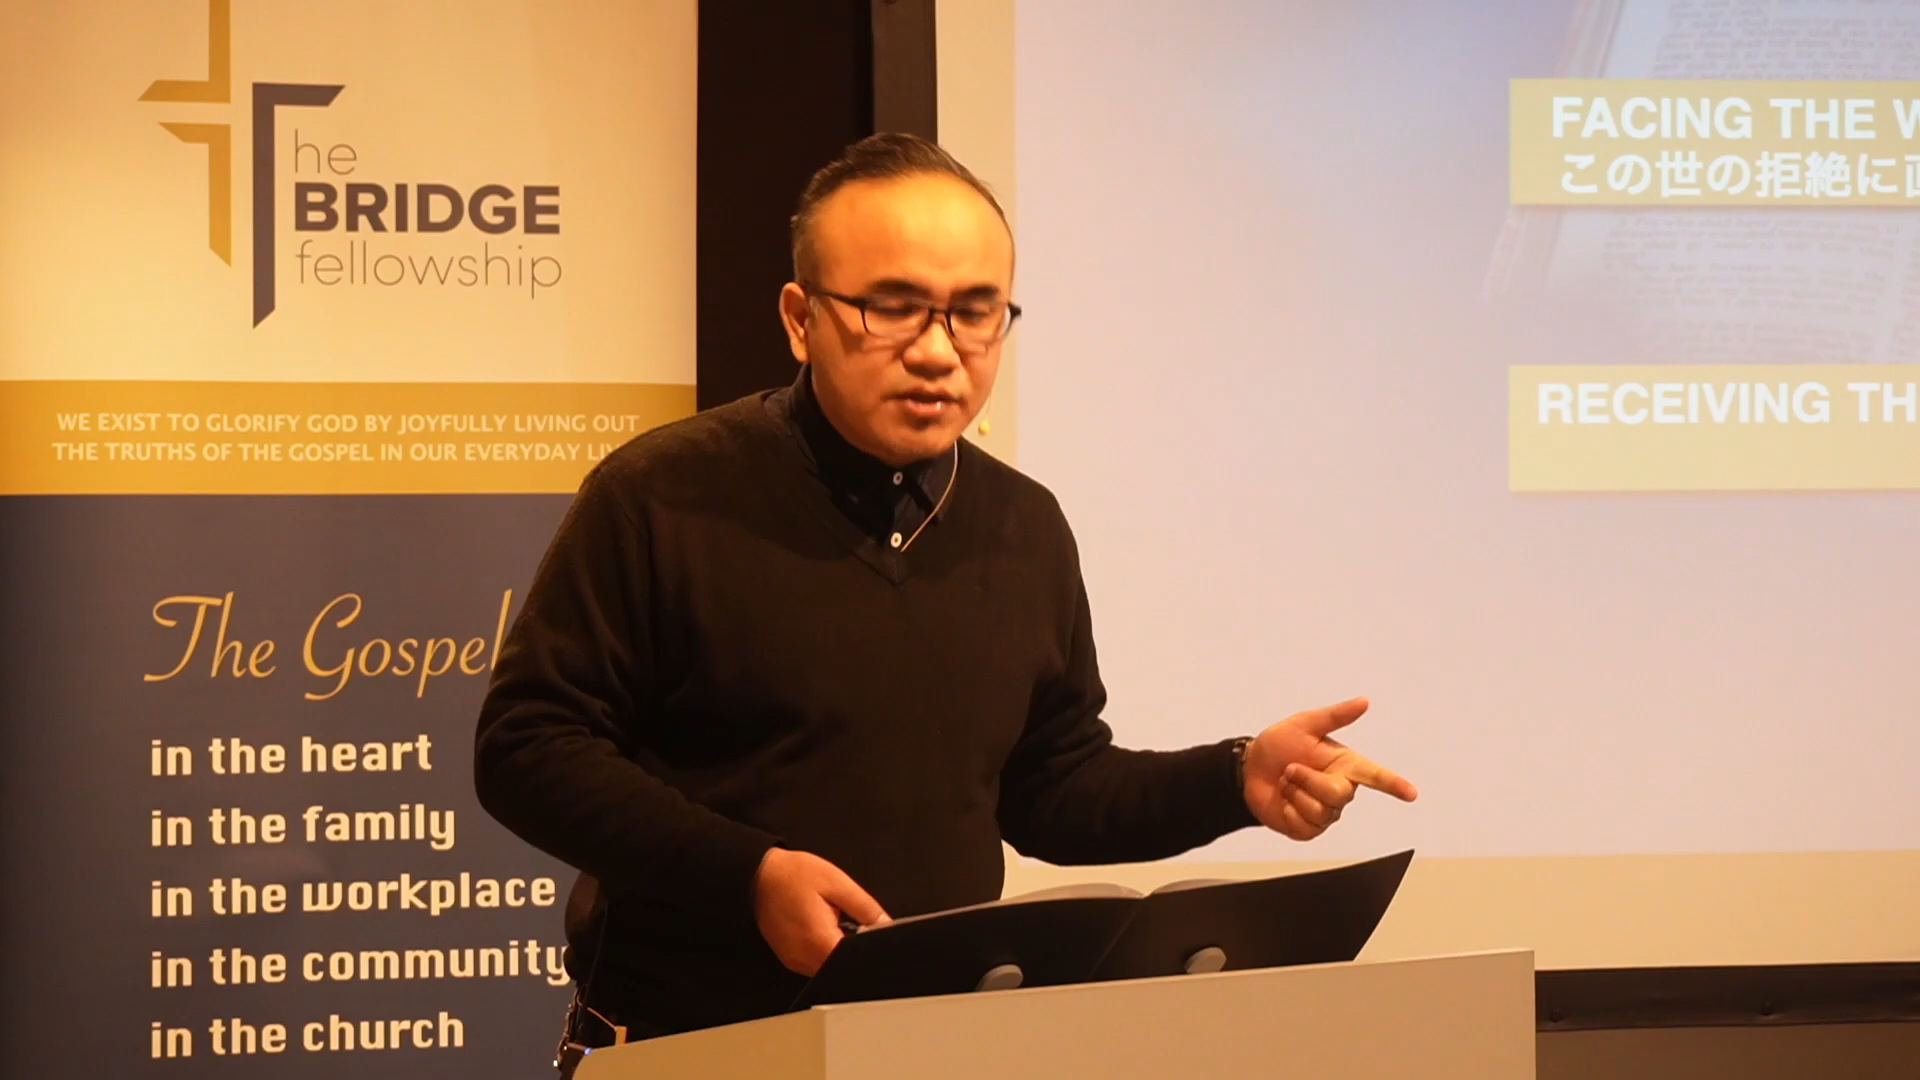 The
BRIDGE
fellowship
WE EXIST TO GLORIFY GOD BY JOYFULLY LIVING OUT
THE TRUTHS OF THE GOSPEL IN OUR EVERYDAY
The Gospel
in the heart
in the family
in the workplace
in the community
in the church
FACING THE
この世の拒絶に
RECEIVING